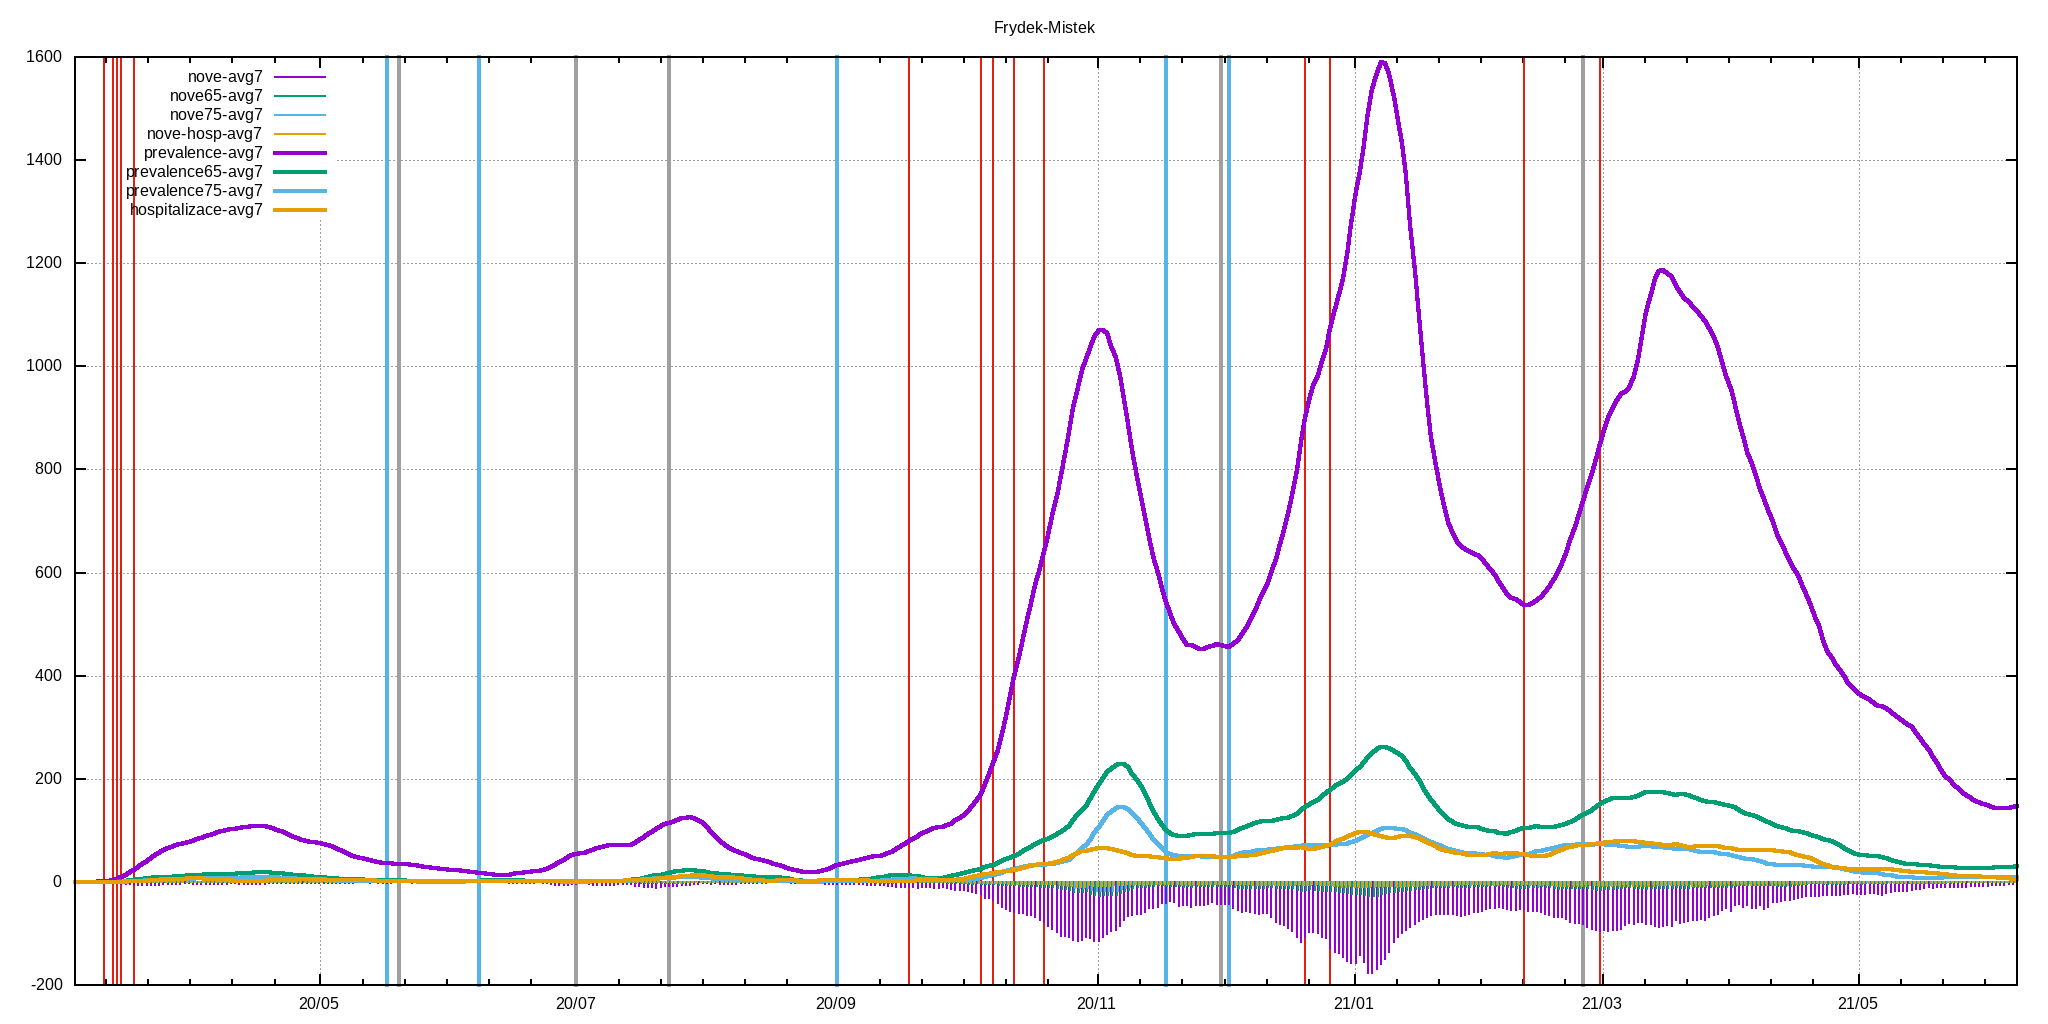 Frydek-Mistek
nove-avg7
nove65-avg7
nove75-avg7
nove-hosp-avg7
prevalence-avg7
prevalence65-avg7
prevalence75-avg7
hospitalizace-avg7
1600
1400
1200
1000
800
600
400
200
0
-200
20/05 20/07 20/09 20/11 21/01 21/03 21/05